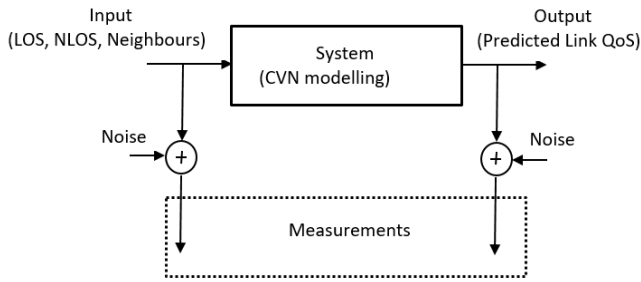 Input
(LOS, NLOS, Neighbours)
System
(CVN modelling)
Output
(Predicted Link QoS)
Noise
+
+
Noise
Measurements